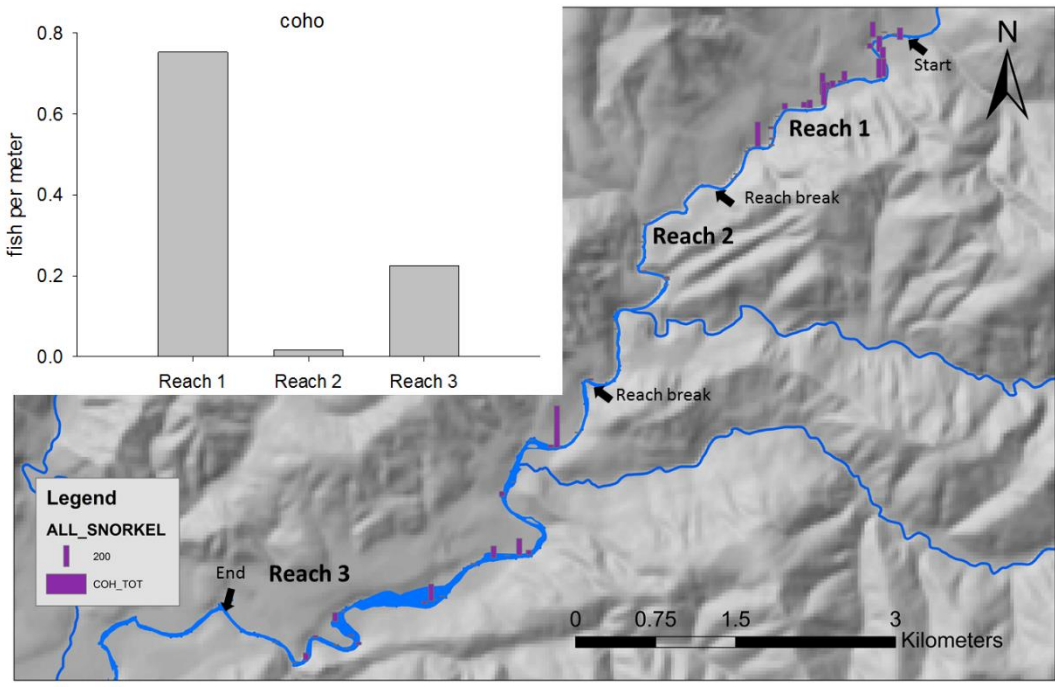 coho
0.8
0.6
0.4
0.2
0.0
fish per meter
Reach 1
Reach 2
Reach 3
N
Start
Reach 1
Reach break
Reach 2
Reach break
Legend
ALL_SNORKEL
200
COH_TOT
End
Reach 3
0 0.75 1.5 3
Kilometers